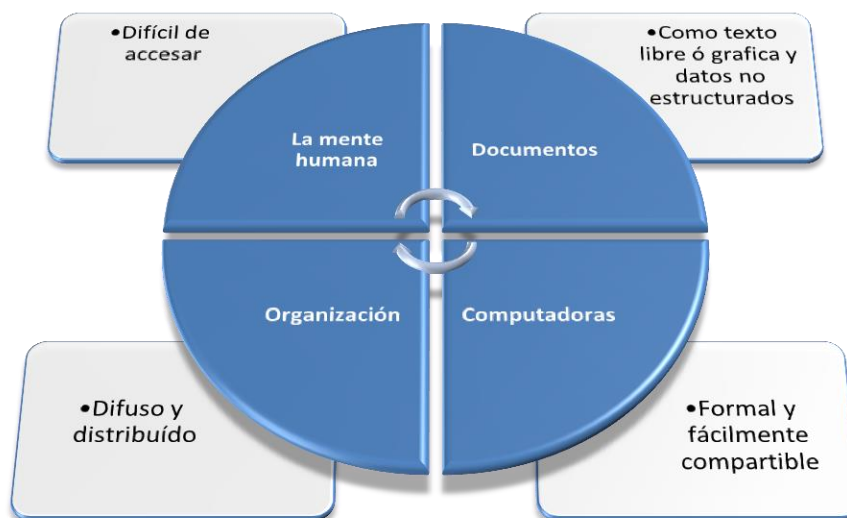 •Difícil de
accesar
La mente
humana
Documentos
•Como texto
libre ó grafica y
datos no
estructurados
Organización
Computadoras
•Difuso y
distribuído
•Formal y
fácilmente
compartible